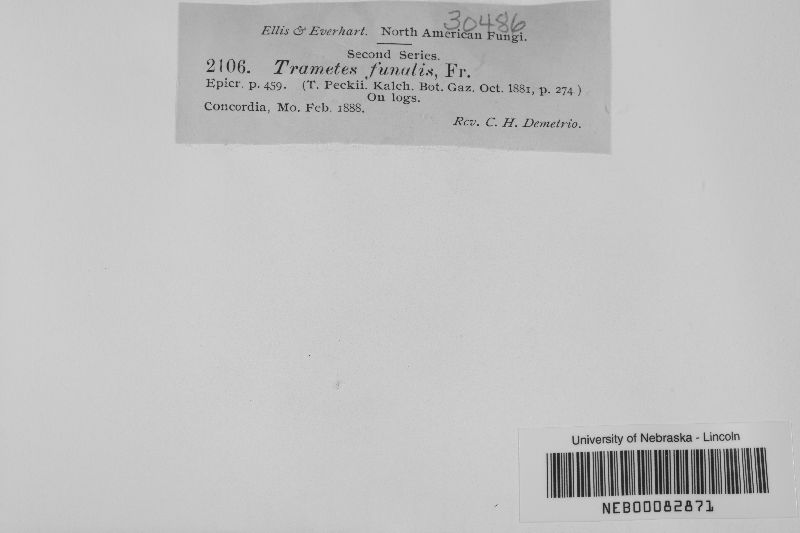 30486
Ellis & Everhart. North American Fungi.
Second Series.
2106. Trametes funalis, Fr.
Epicr. p. 459. (T. Peckii. Kalch. Bot. Gaz. Oct. 1881, p. 274)
On logs.
Concordia, Mo. Feb. 1888.
Rev. C. H. Demetrio.
University of Nebraska - Lincoln
NEB00082871